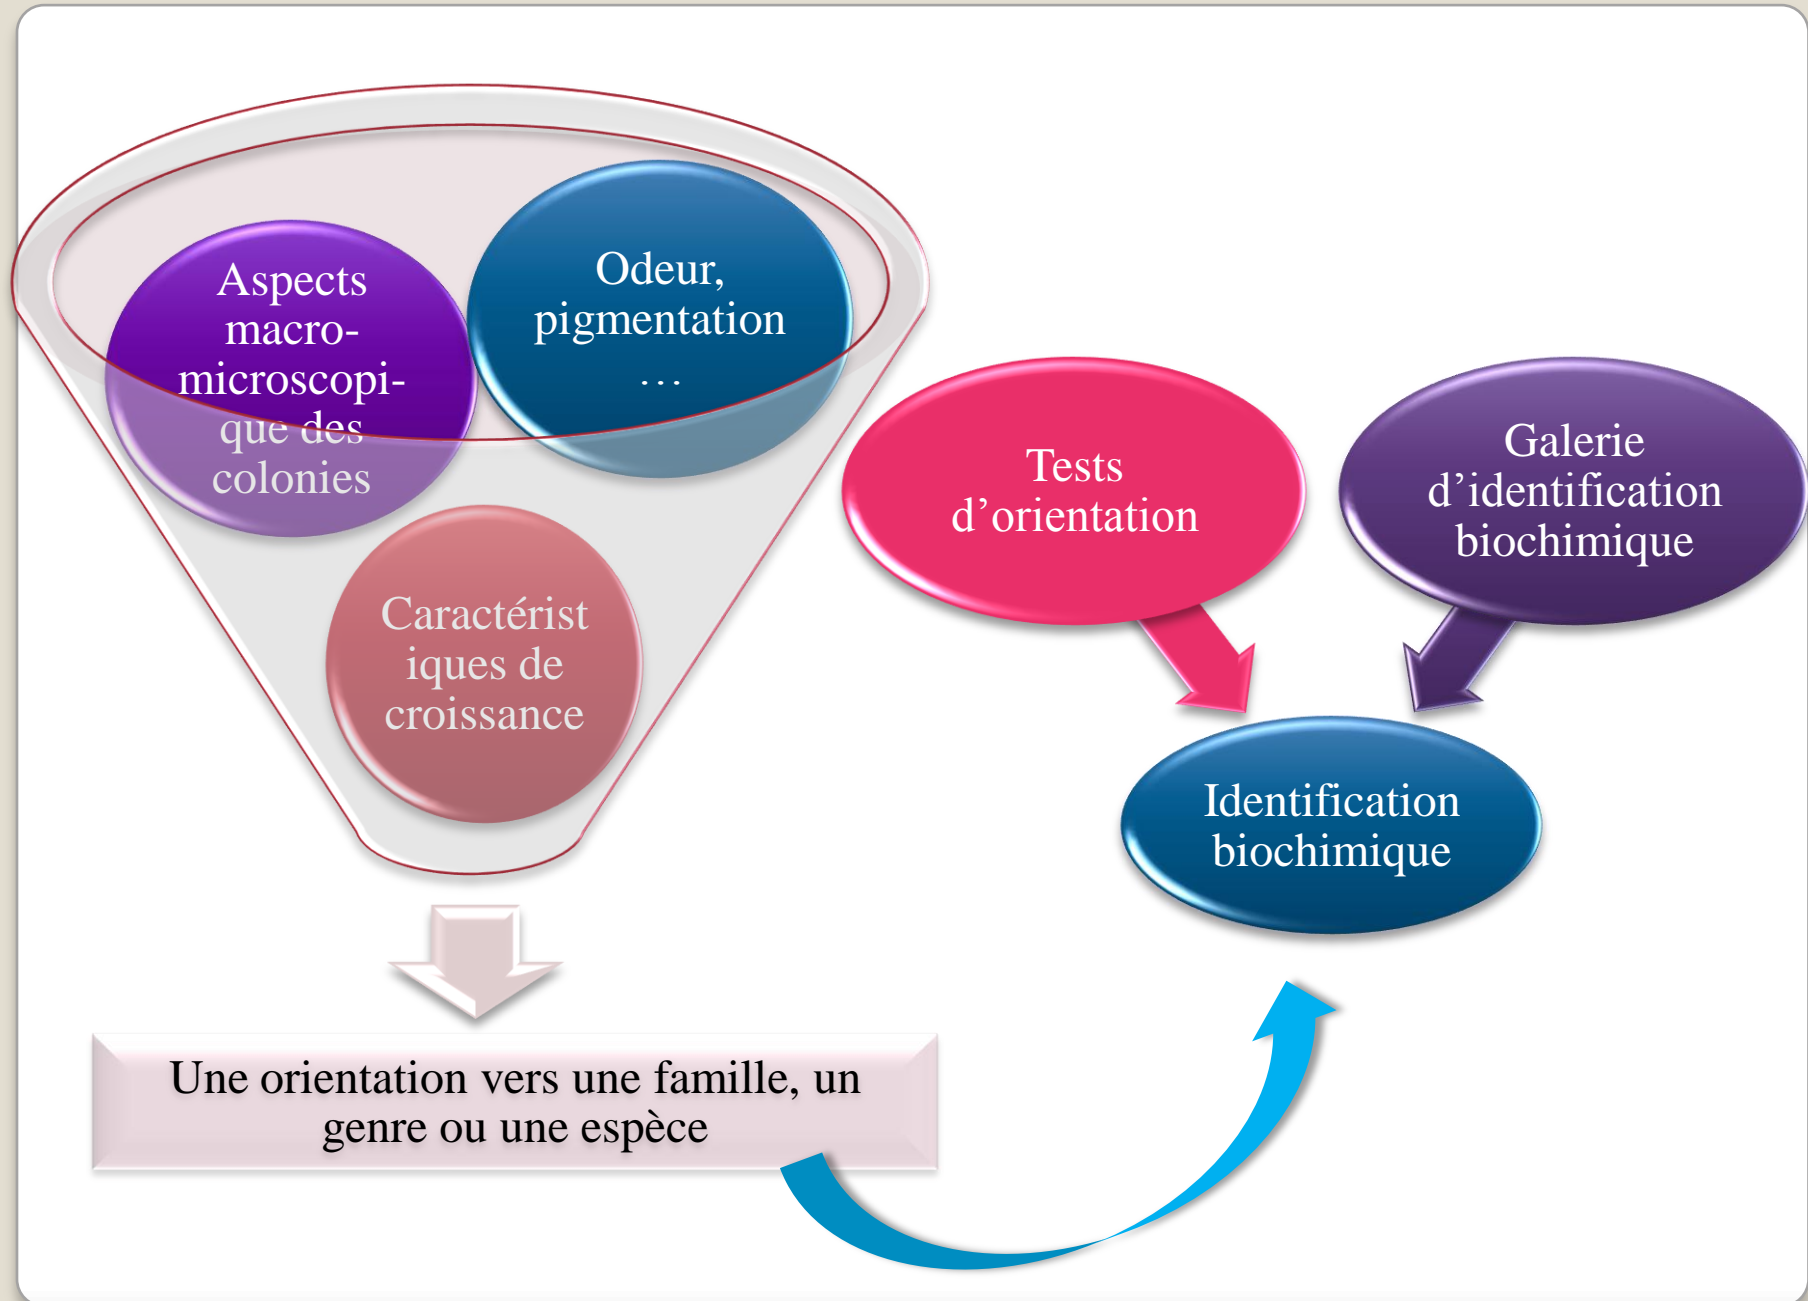 Aspects
macro-
microscopi-
que des
colonies
Odeur,
pigmentation
…
Caractérist
iques de
croissance
Une orientation vers une famille, un
genre ou une espèce
Tests
d’orientation
Galerie
d’identification
biochimique
Identification
biochimique